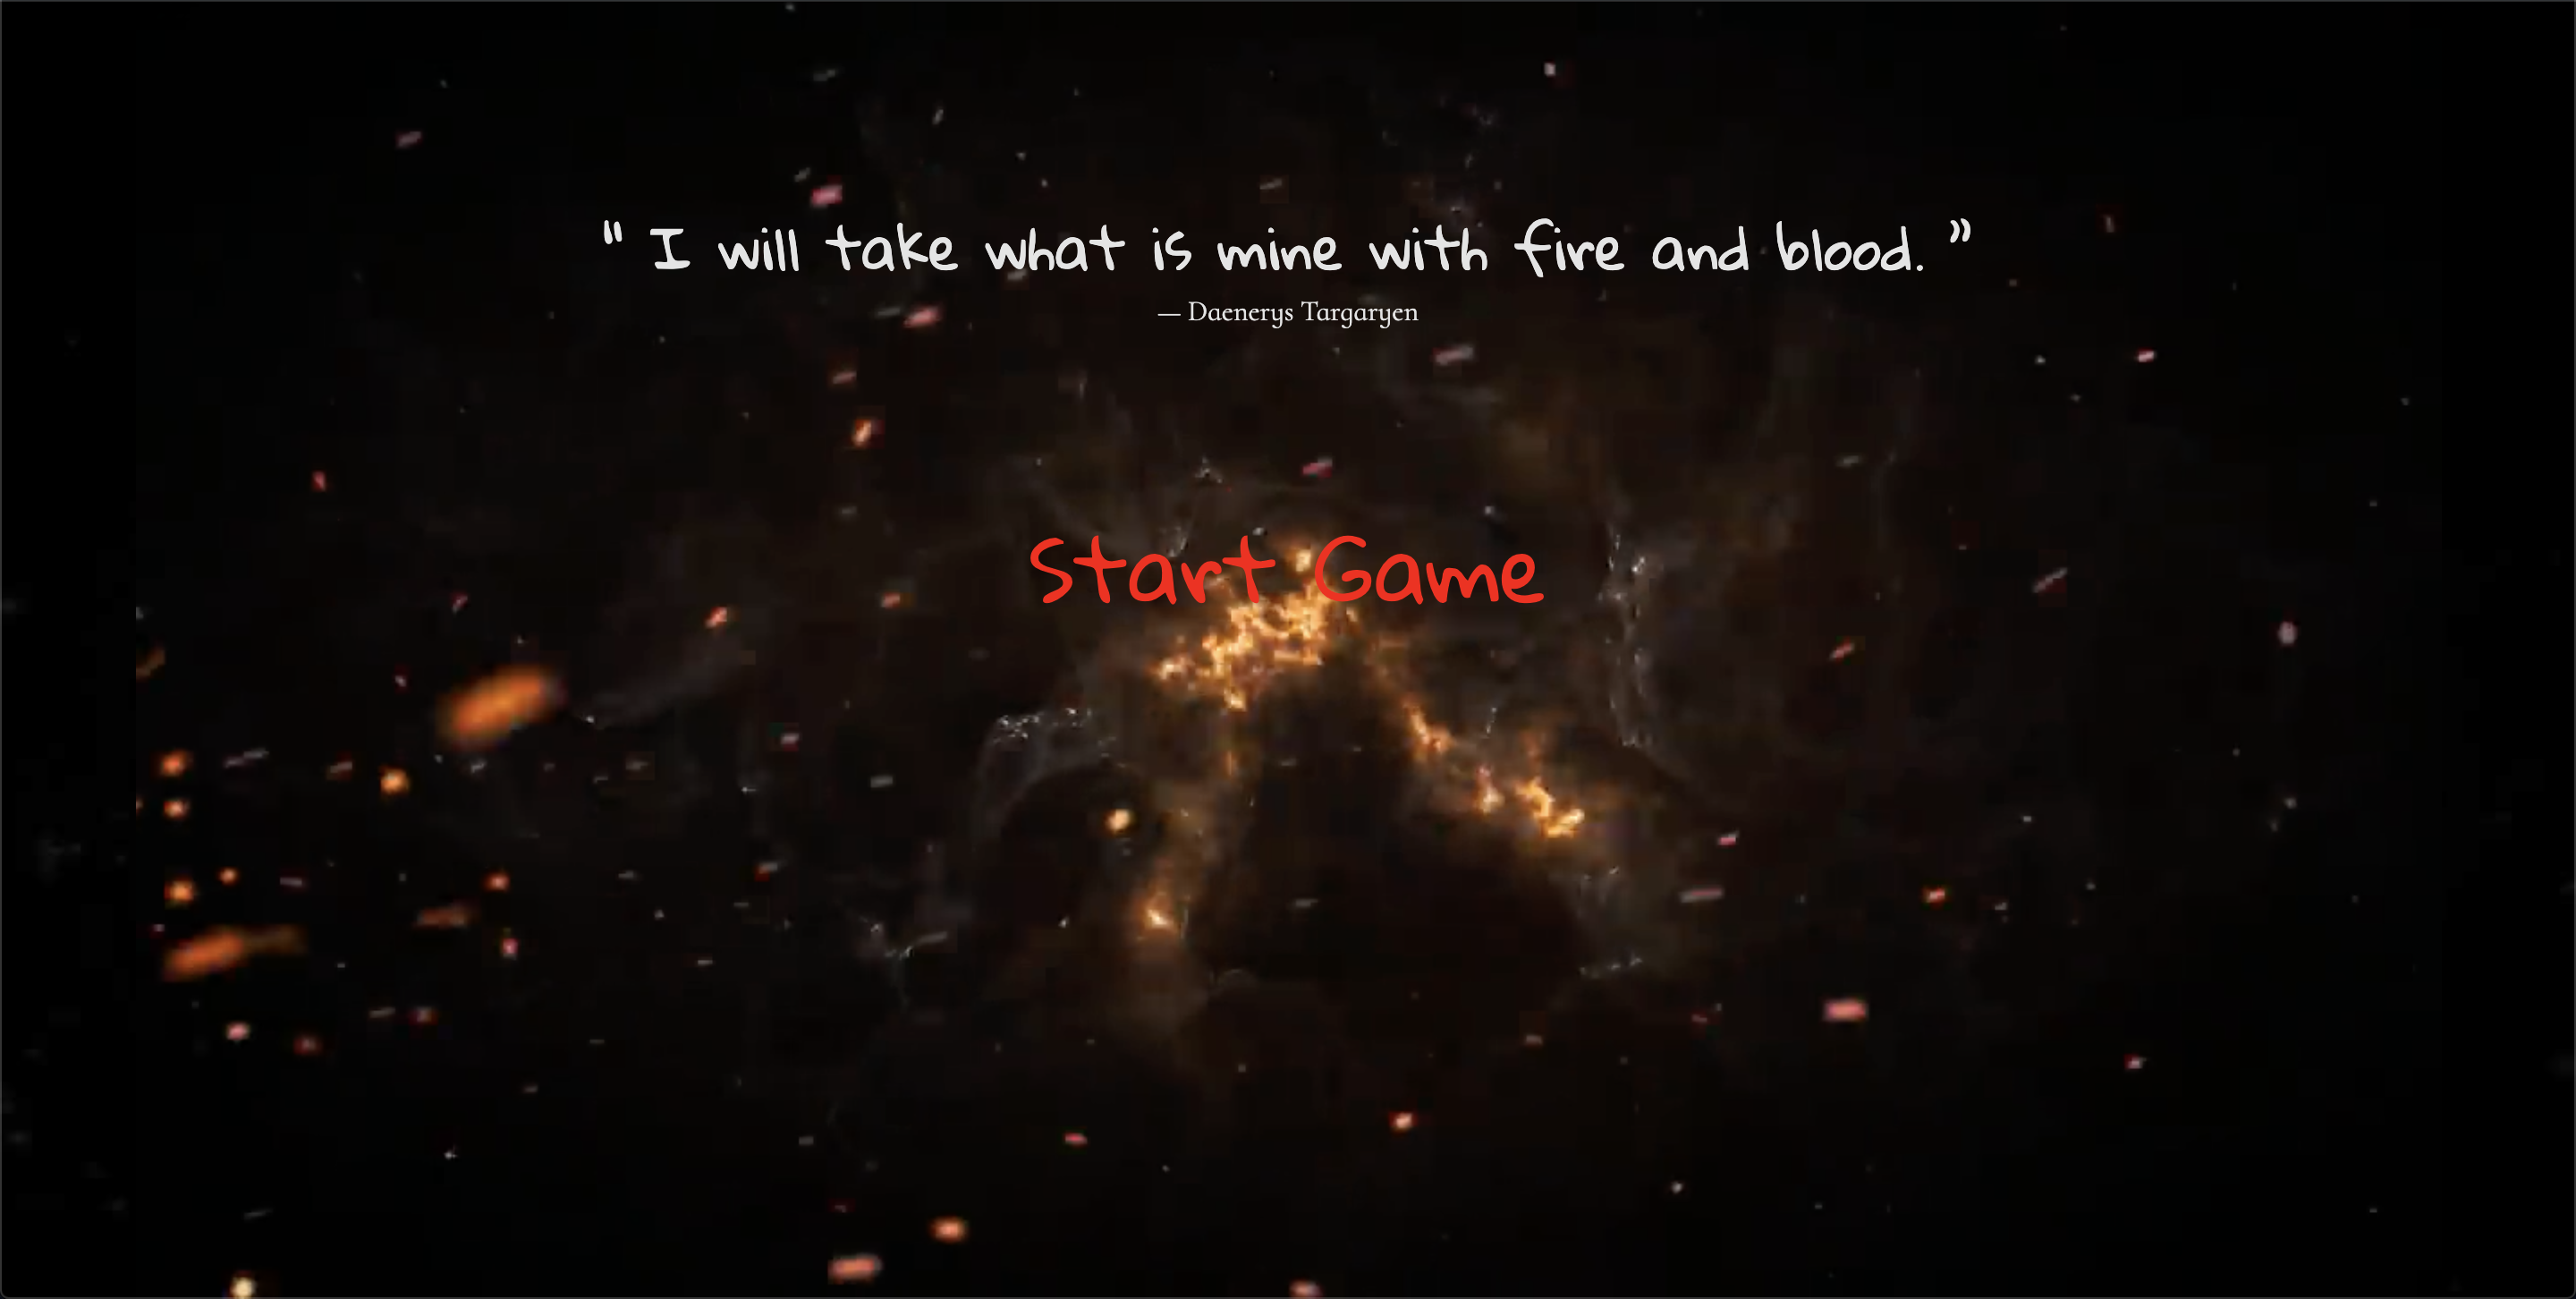 “ I will take what is mine with fire and blood. ”
— Daenerys Targaryen
Start Game